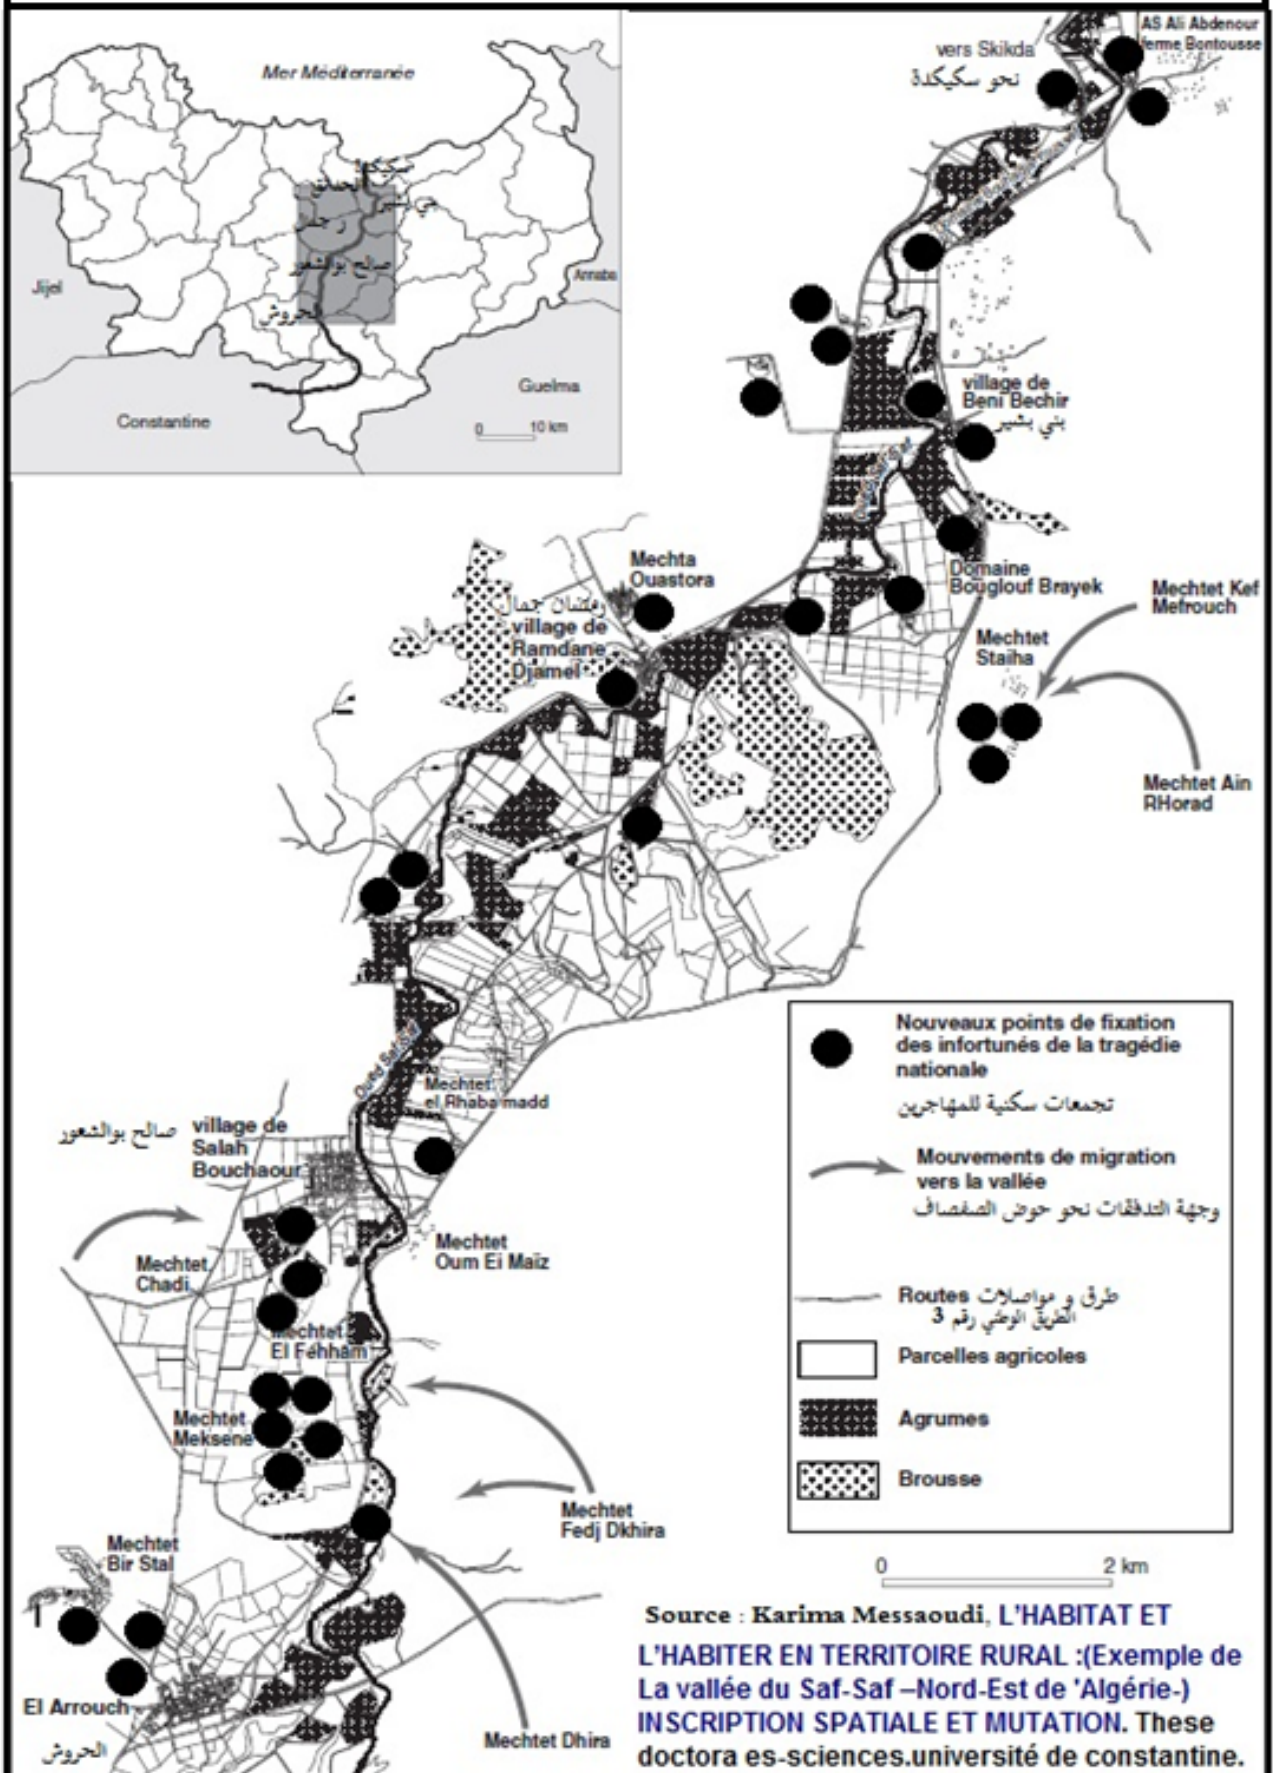 Mer Méditerranée
سكيكدة
الحدائق
بني بشير
صالح بوالشعور
الحروش
Jijel
Annaba
Guelma
Constantine
0 10 km
AS Ali Abdenour
ferme Bontousse
vers Skikda
نحو سكيكدة
village de
Beni Bechir
بني بشير
Oued Saf-Saf
Domaine
Bouglouf Brayek
Mechta
Ouastora
رمضان جمال
village de
Ramdane
Djamel
Mechtet Kef
Mefrouch
Mechtet
Staiha
Mechtet Ain
RHorad
Oued Saf-Saf
Mechtet
el Rhaba madd
صالح بوالشعور
village de
Salah
Bouchaour
Mechtet
Oum Ei Maïz
Mechtet
Chadi
Mechtet
El Fehham
Mechtet
Meksene
Mechtet
Fedj Dkhira
Mechtet
Bir Stal
El Arrouch
الحروش
Mechtet Dhira
Nouveaux points de fixation
des infortunés de la tragédie
nationale
تجمعات سكنية للمهاجرين
Mouvements de migration
vers la vallée
وجهة التدفقات نحو حوض الصفصاف
Routes طرق و مواصلات
الطريق الوطني رقم 3
Parcelles agricoles
Agrumes
Brousse
0 2 km
Source : Karima Messaoudi, L'HABITAT ET
L'HABITER EN TERRITOIRE RURAL :(Exemple de
La vallée du Saf-Saf –Nord-Est de 'Algérie-)
INSCRIPTION SPATIALE ET MUTATION. These
doctora es-sciences.université de constantine.